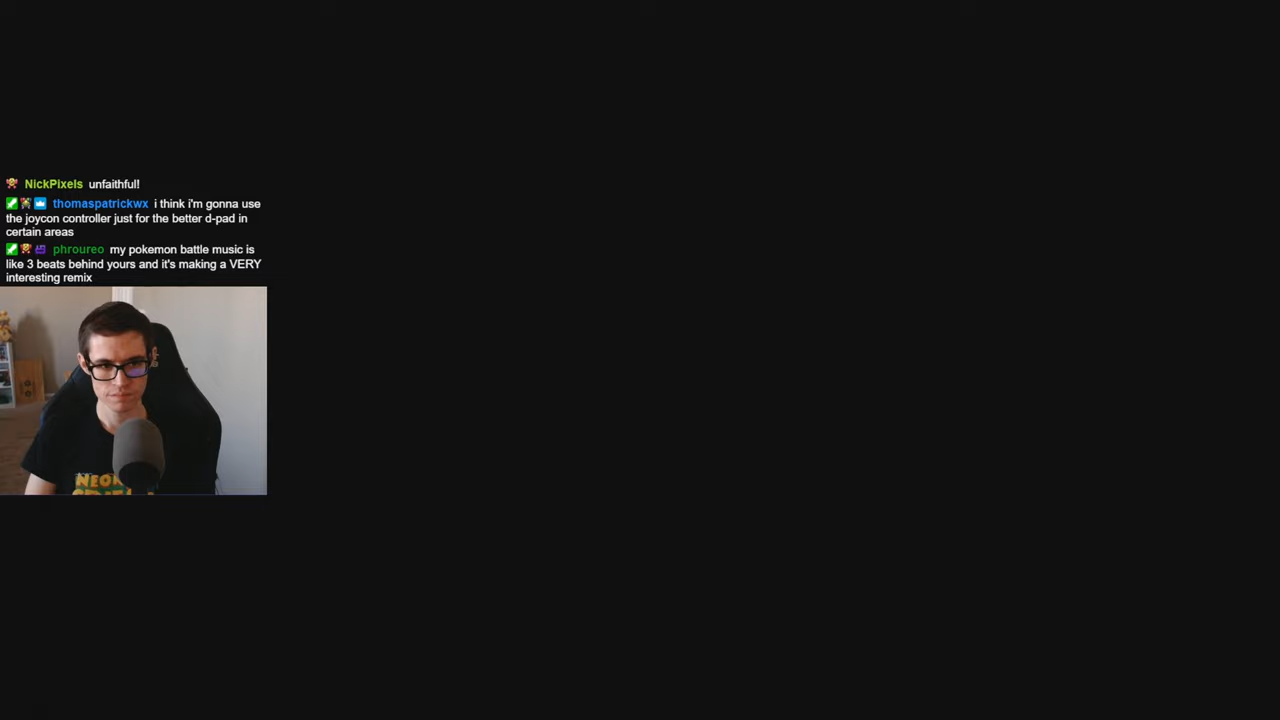 NickPixels unfaithful!
thomaspatrickwx i think i'm gonna use
the joycon controller just for the better d-pad in
certain areas
phroureo my pokemon battle music is
like 3 beats behind yours and it's making a VERY
interesting remix
NEON